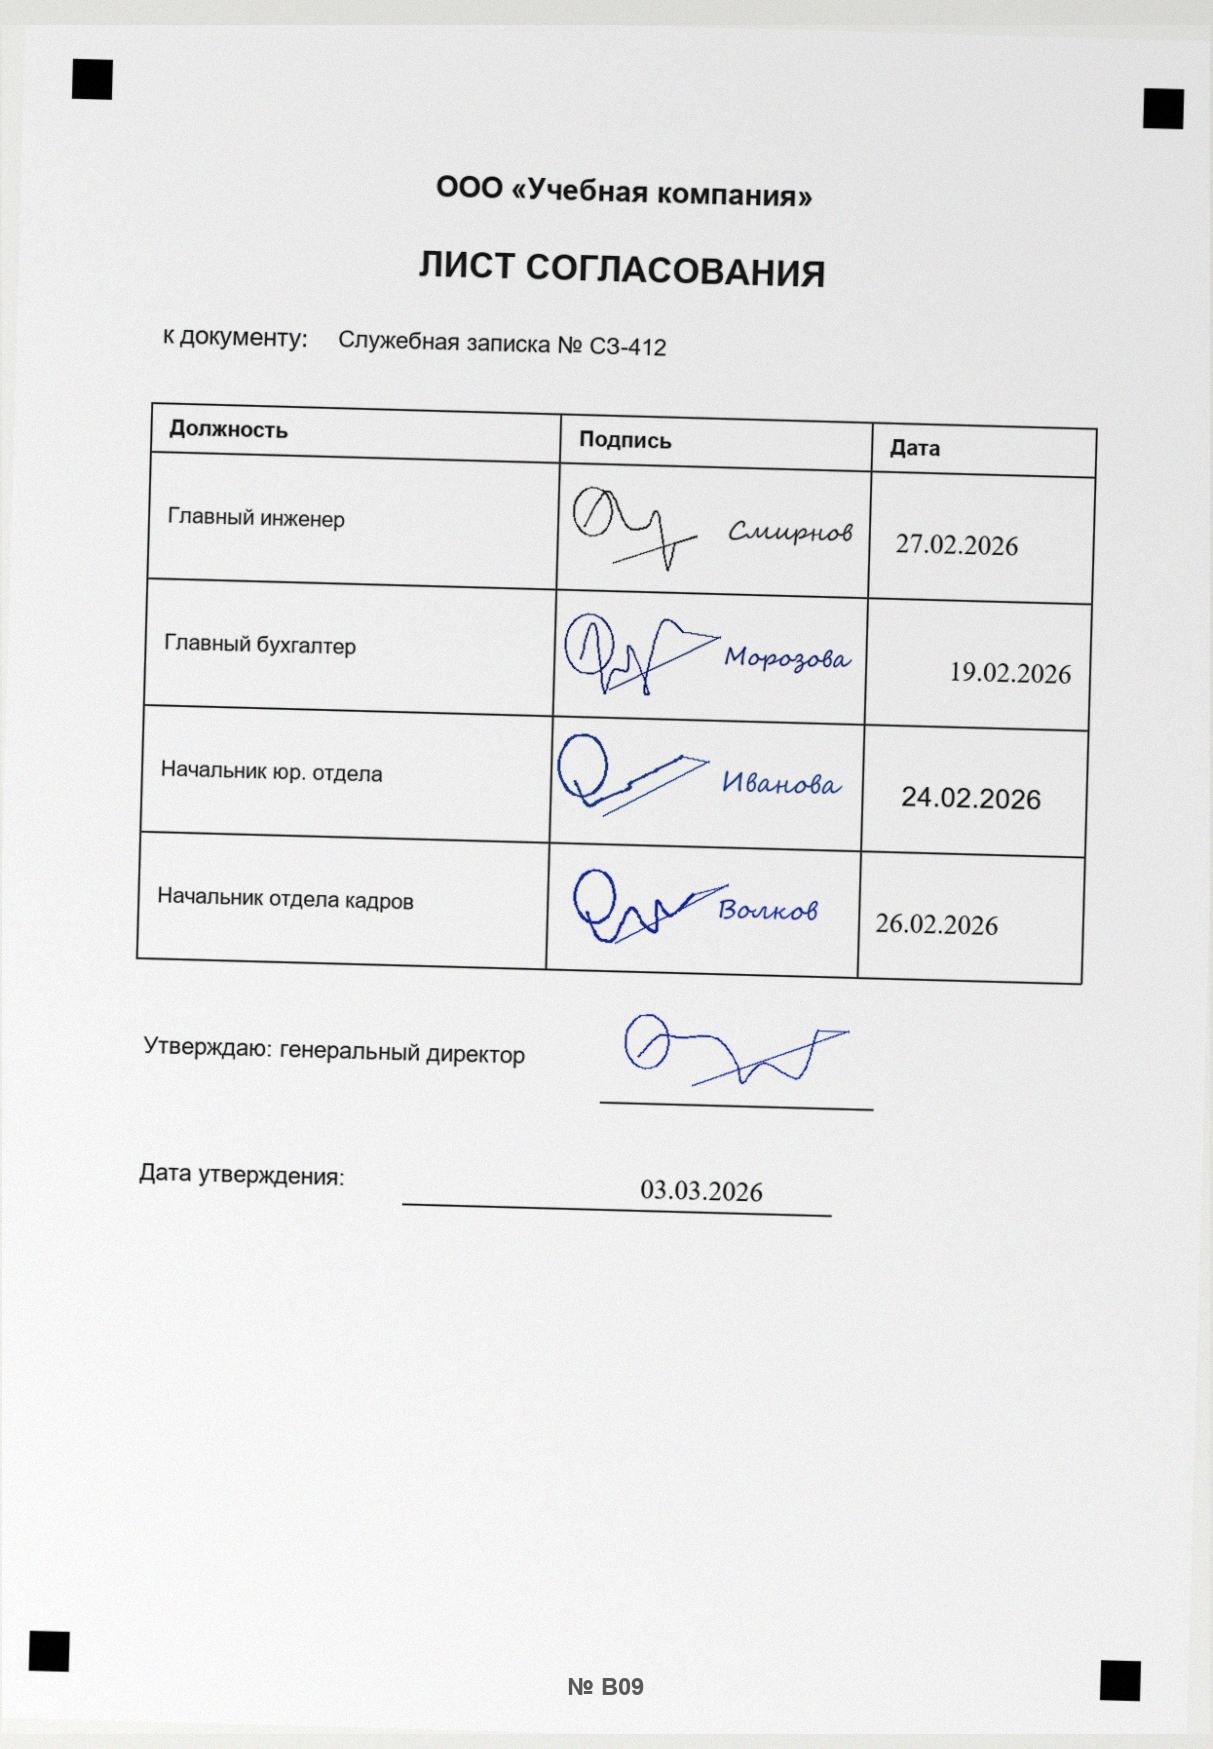 ООО «Учебная компания»
ЛИСТ СОГЛАСОВАНИЯ
к документу: Служебная записка № СЗ-412
Должность Подпись Дата
Главный инженер Смирнов 27.02.2026
Главный бухгалтер Морозова 19.02.2026
Начальник юр. отдела Иванова 24.02.2026
Начальник отдела кадров Волков 26.02.2026
Утверждаю: генеральный директор
Дата утверждения: 03.03.2026
№ B09